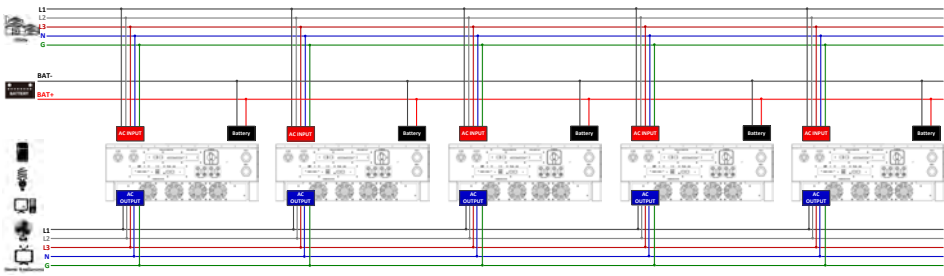 L1
L2
L3
N
G
BAT-
BATTERY
BAT+
AC INPUT
Battery
AC INPUT
Battery
AC INPUT
Battery
AC INPUT
Battery
AC INPUT
Battery
AC
OUTPUT
AC
OUTPUT
AC
OUTPUT
AC
OUTPUT
AC
OUTPUT
L1
L2
L3
N
G